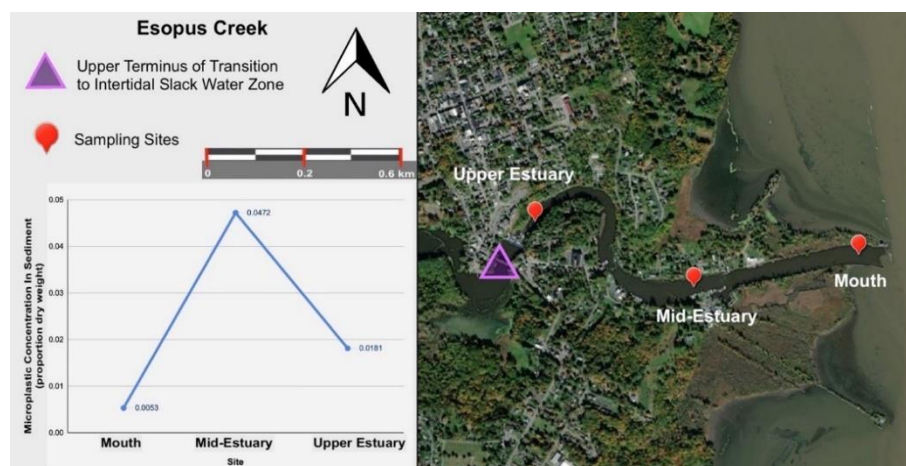 Esopus Creek
Upper Terminus of Transition
to Intertidal Slack Water Zone
N
Sampling Sites
0
0.2
0.6 km
Microplastic Concentration In Sediment
(proportion dry weight)
0.05
0.04
0.03
0.02
0.01
0.00
0.0053
0.0472
0.0181
Mouth
Mid-Estuary
Upper Estuary
Site
Upper Estuary
Mid-Estuary
Mouth